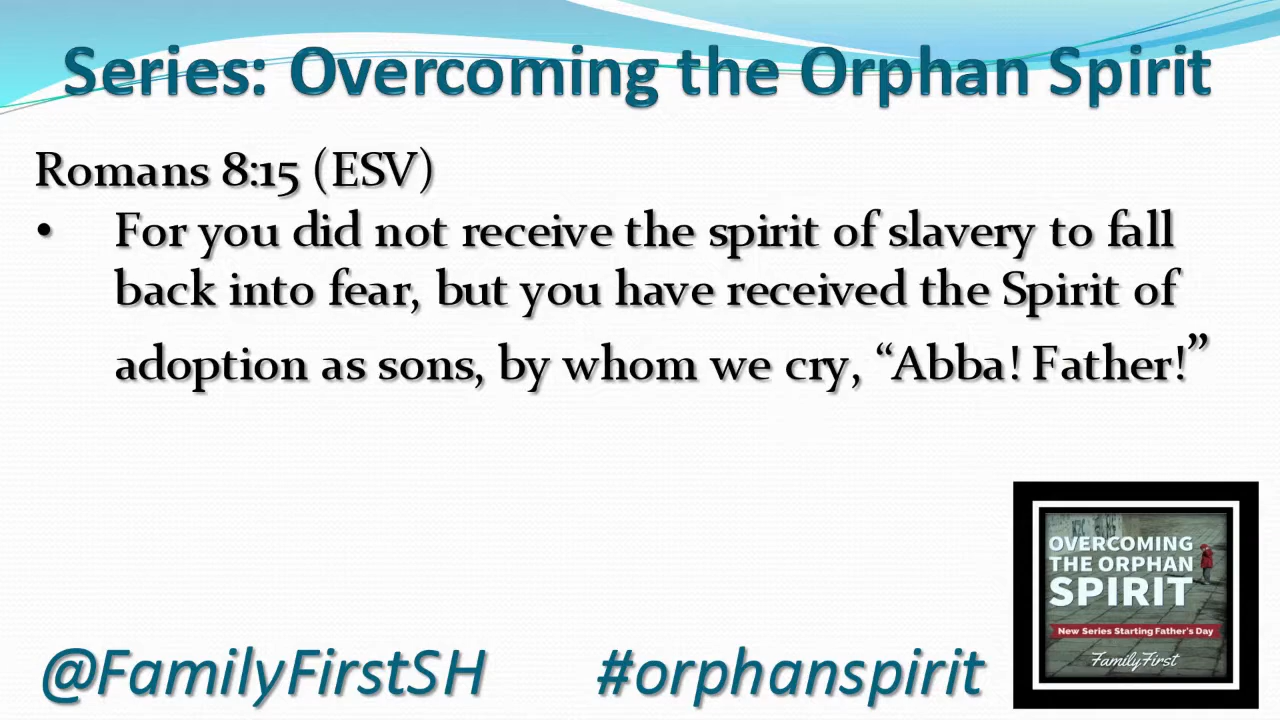 Series: Overcoming the Orphan Spirit
Romans 8:15 (ESV)
• For you did not receive the spirit of slavery to fall
back into fear, but you have received the Spirit of
adoption as sons, by whom we cry, “Abba! Father!”
OVERCOMING
THE ORPHAN
SPIRIT
New Series Starting Father's Day
FamilyFirst
@FamilyFirstSH #orphanspirit